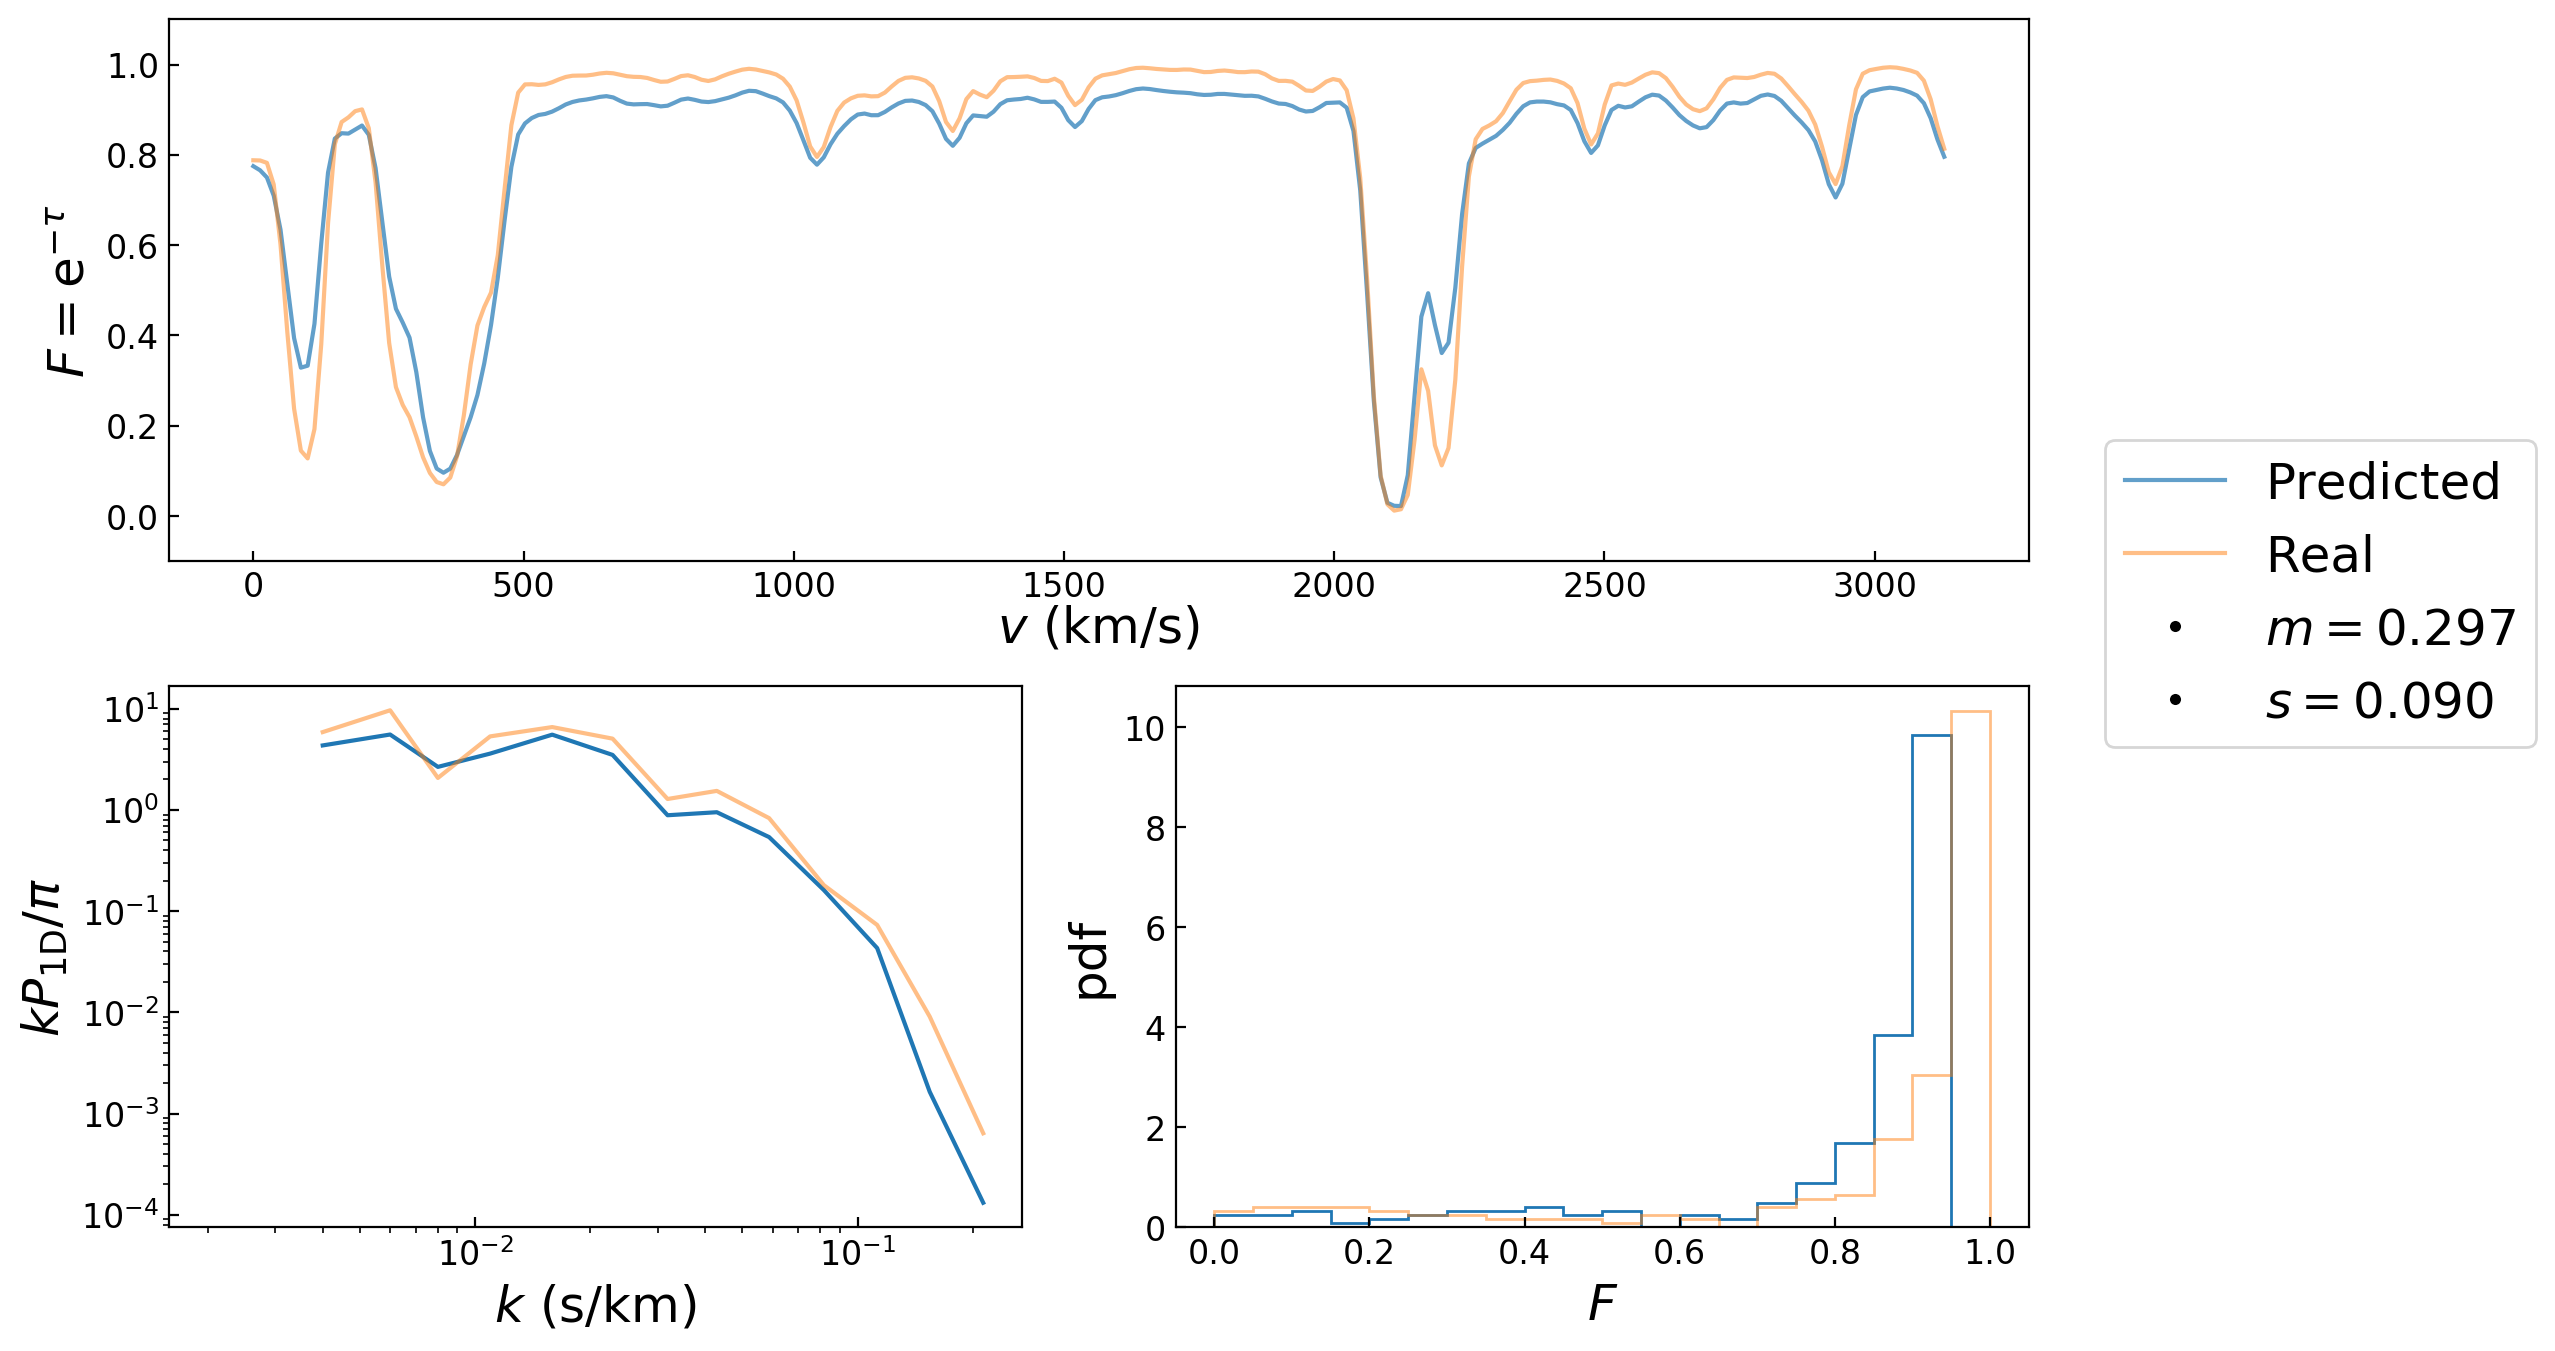 1.0
0.8
0.6
0.4
0.2
0.0
F = e^{−τ}
0 500 1000 1500 2000 2500 3000
v (km/s)
Predicted
Real
m = 0.297
s = 0.090
10^1
10^0
10^{−1}
10^{−2}
10^{−3}
10^{−4}
kP_{1D}/π
10^{−2} 10^{−1}
k (s/km)
10
8
6
4
2
0
pdf
0.0 0.2 0.4 0.6 0.8 1.0
F